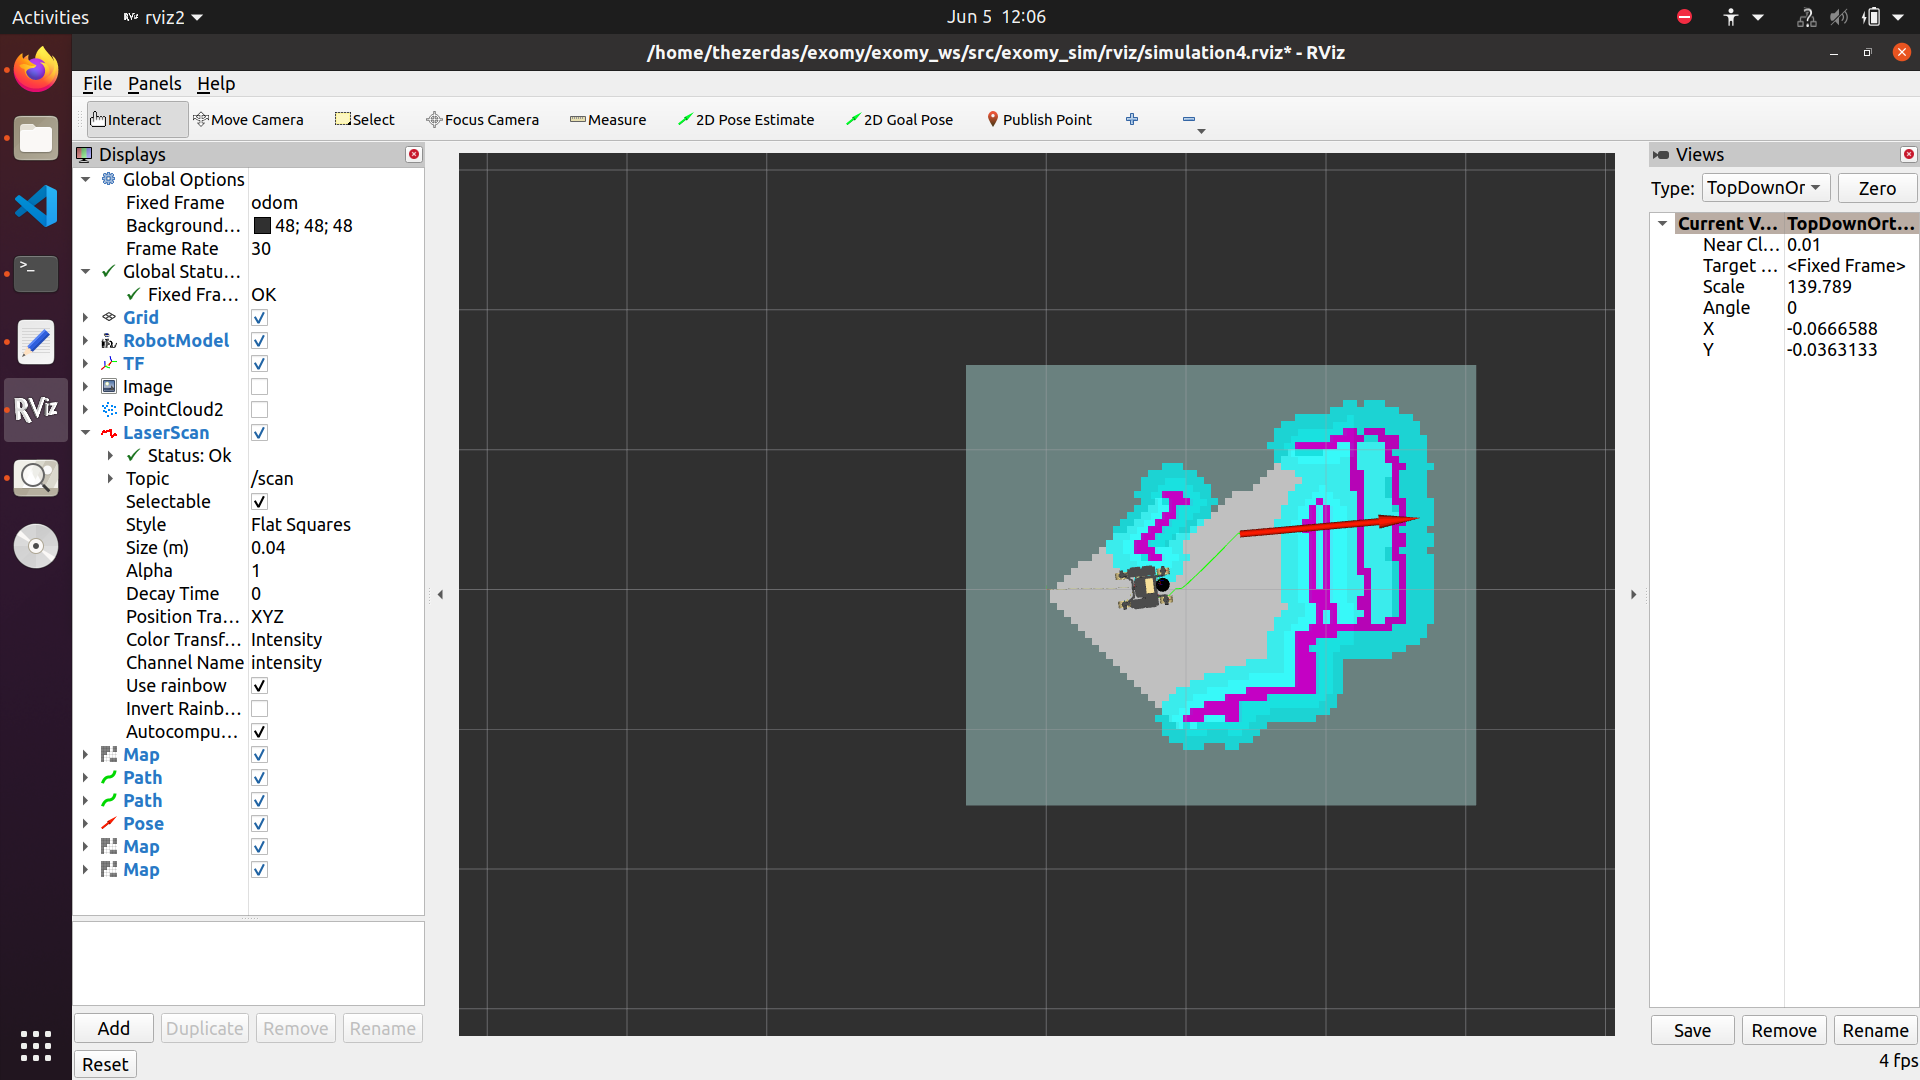 Activities
rviz2
Jun 5 12:06
/home/thezerdas/exomy/exomy_ws/src/exomy_sim/rviz/simulation4.rviz* - RViz
File Panels Help
Interact Move Camera Select Focus Camera Measure 2D Pose Estimate 2D Goal Pose Publish Point
Displays
Global Options
Fixed Frame odom
Background... 48; 48; 48
Frame Rate 30
Global Statu...
Fixed Fra... OK
Grid
RobotModel
TF
Image
PointCloud2
LaserScan
Status: Ok
Topic /scan
Selectable
Style Flat Squares
Size (m) 0.04
Alpha 1
Decay Time 0
Position Tra... XYZ
Color Transf... Intensity
Channel Name intensity
Use rainbow
Invert Rainb...
Autocompu...
Map
Path
Path
Pose
Map
Map
Add Duplicate Remove Rename
Reset
Views
Type: TopDownOr Zero
Current V... TopDownOrt...
Near Cl... 0.01
Target ... <Fixed Frame>
Scale 139.789
Angle 0
X -0.0666588
Y -0.0363133
Save Remove Rename
4 fps
RViz